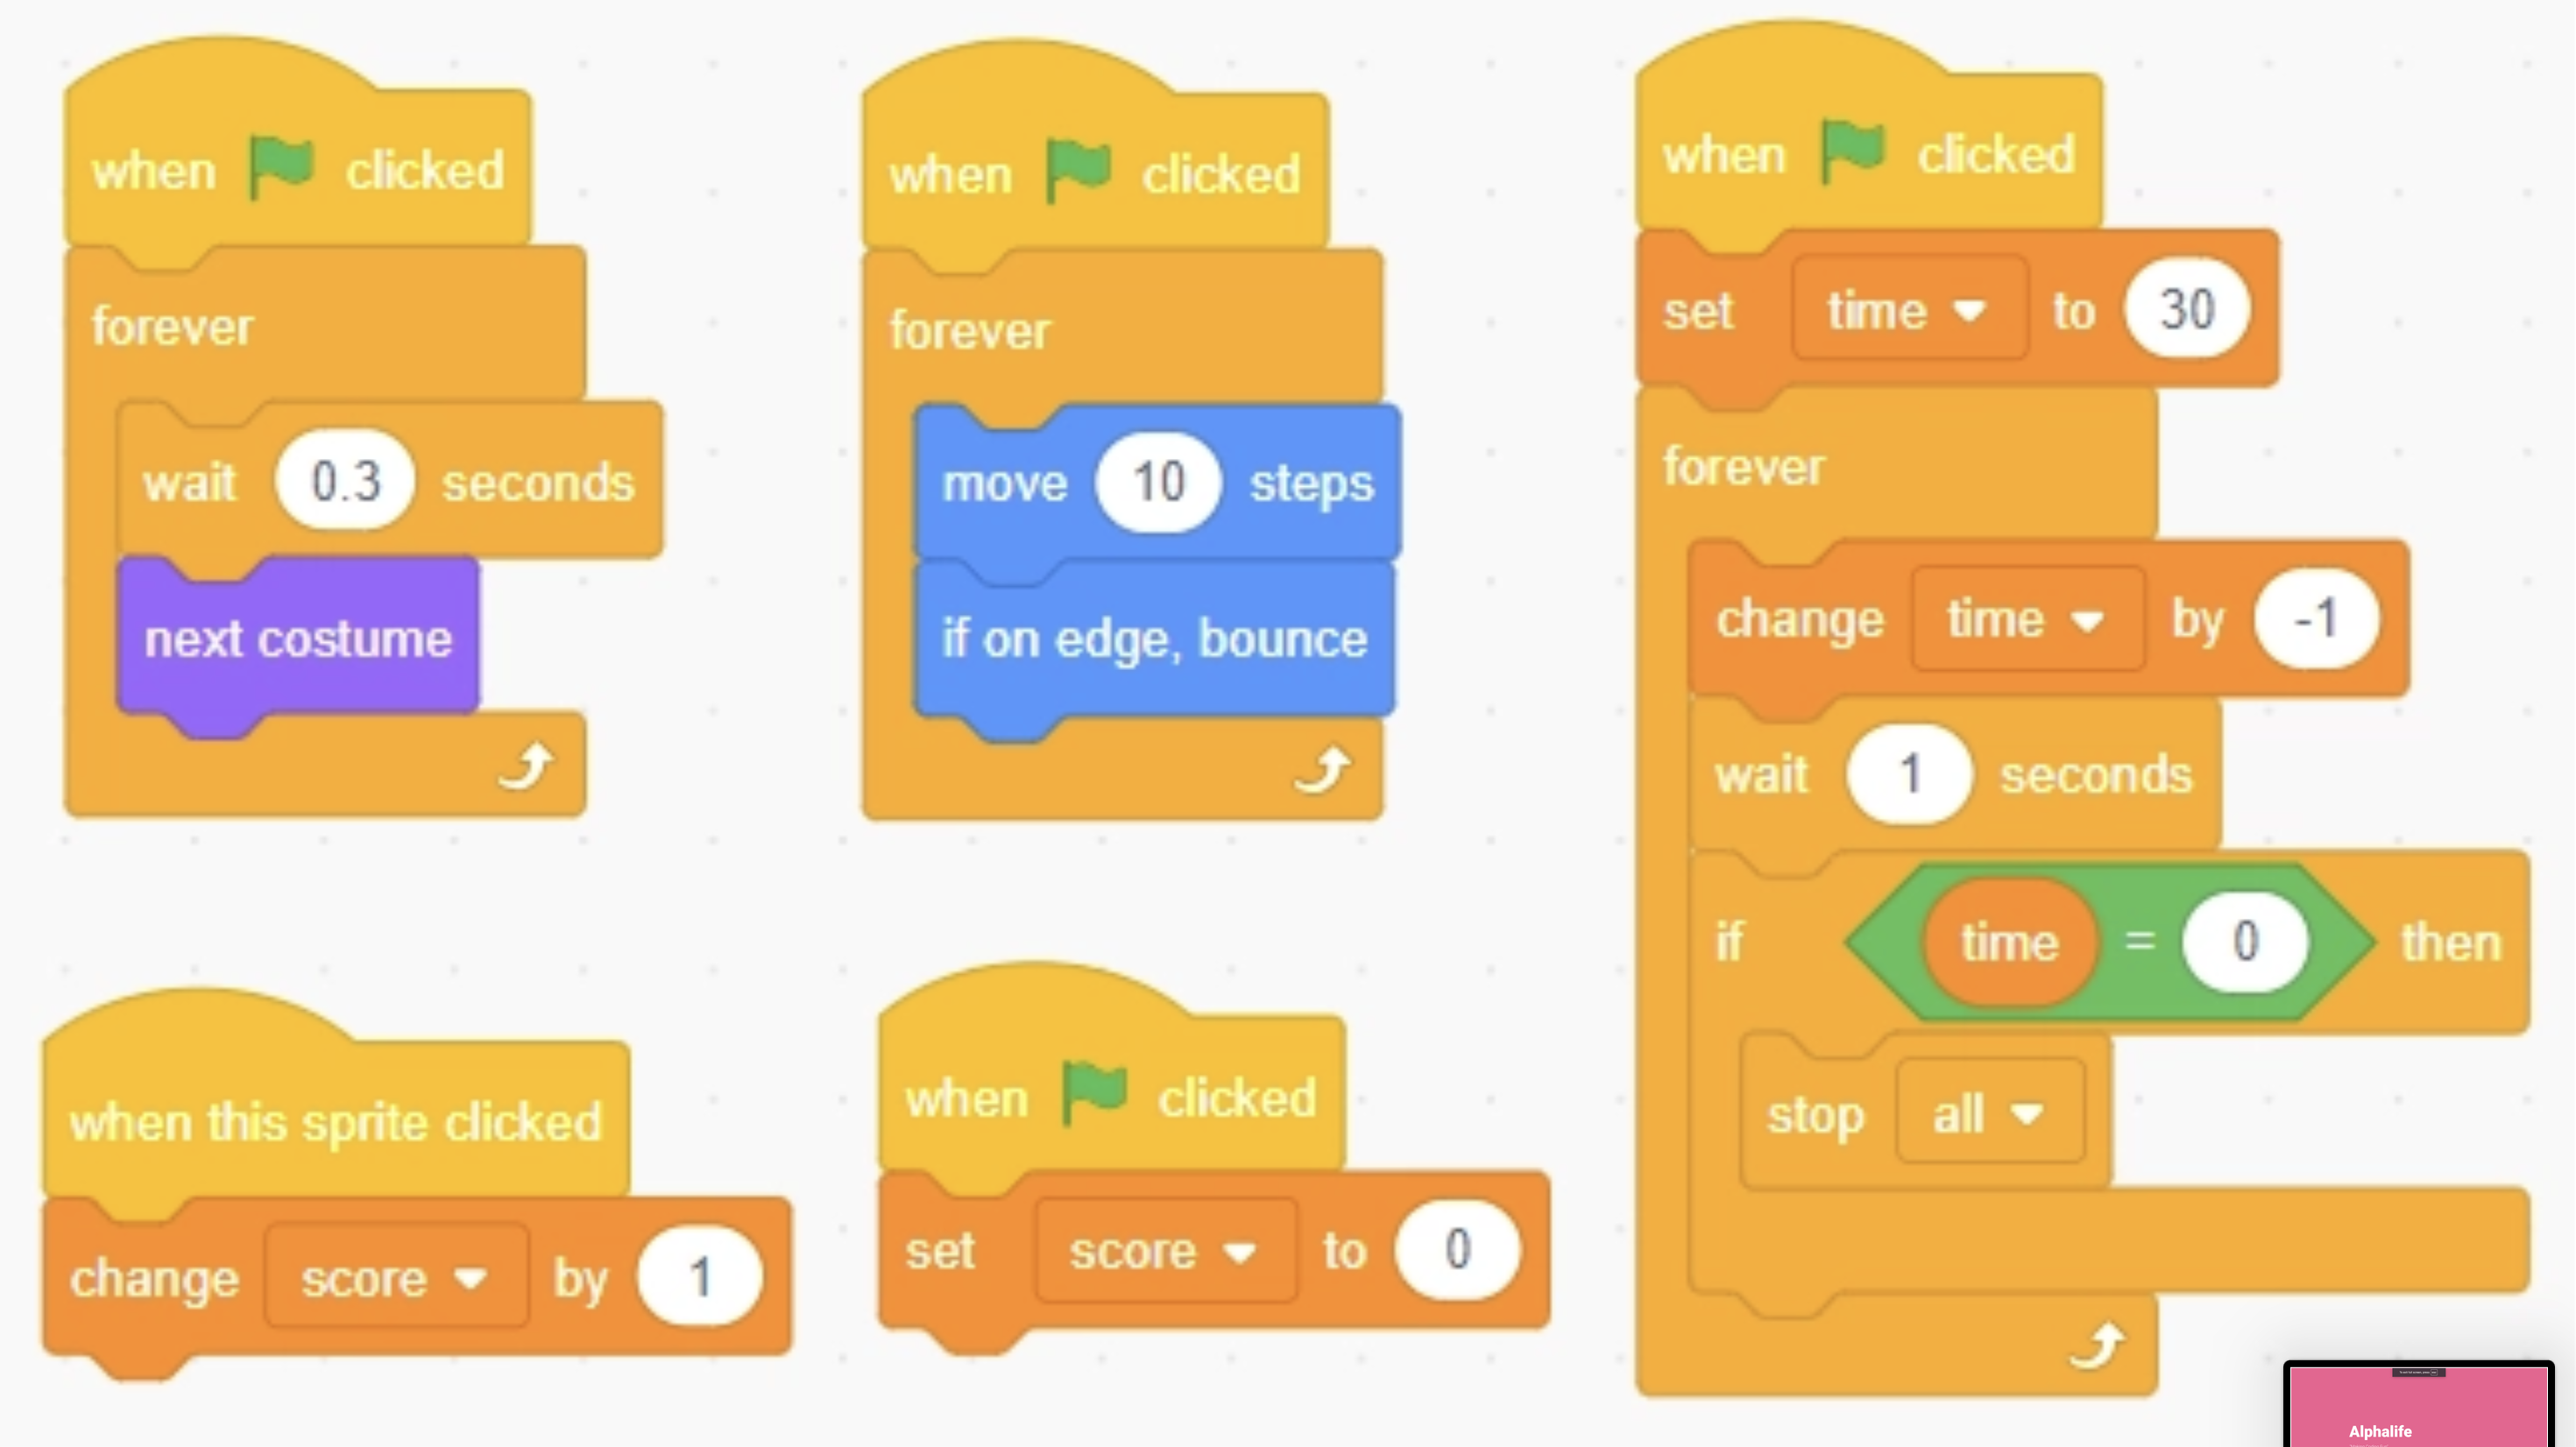 when clicked
forever
wait 0.3 seconds
next costume
when clicked
forever
move 10 steps
if on edge, bounce
when clicked
set time to 30
forever
change time by -1
wait 1 seconds
if time = 0 then
stop all
when this sprite clicked
change score by 1
when clicked
set score to 0
Alphalife